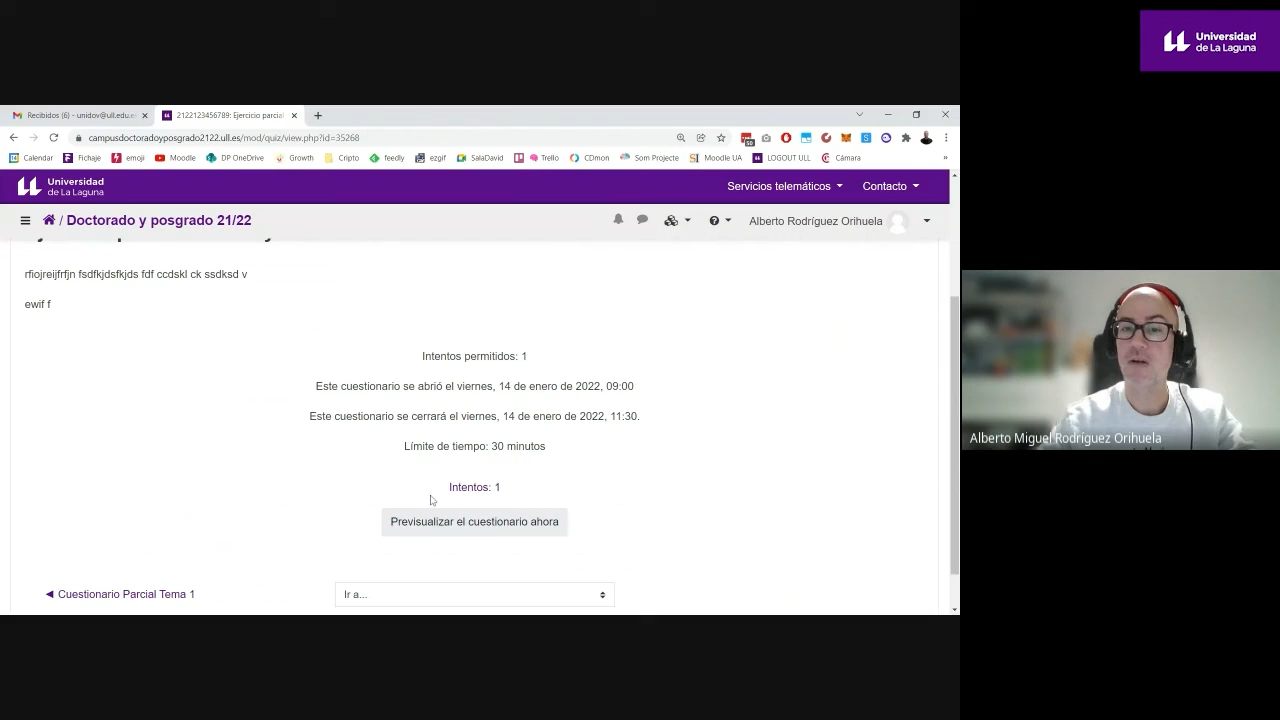 Universidad
de La Laguna
Recibidos (6) - unidov@ull.edu.e
2122123456789: Ejercicio parcial
campusdoctoradoyposgrado2122.ull.es/mod/quiz/view.php?id=35268
50
Calendar
Fichaje
emoji
Moodle
DP OneDrive
Growth
Cripto
feedly
ezgif
SalaDavid
Trello
CDmon
Som Projecte
Moodle UA
LOGOUT ULL
Cámara
»
Universidad
de La Laguna
Servicios telemáticos
Contacto
/ Doctorado y posgrado 21/22
Alberto Rodríguez Orihuela
rfiojreijfrfjn fsdfkjdsfkjds fdf ccdskl ck ssdksd v
ewif f
Intentos permitidos: 1
Este cuestionario se abrió el viernes, 14 de enero de 2022, 09:00
Este cuestionario se cerrará el viernes, 14 de enero de 2022, 11:30.
Límite de tiempo: 30 minutos
Intentos: 1
Previsualizar el cuestionario ahora
◄ Cuestionario Parcial Tema 1
Ir a...
Alberto Miguel Rodríguez Orihuela